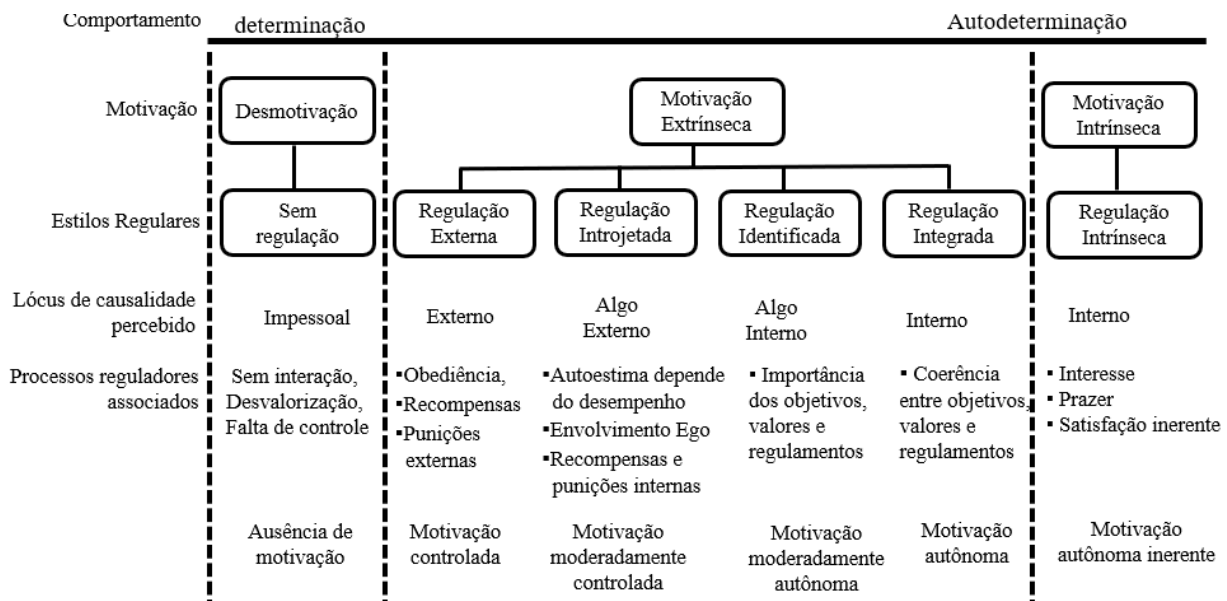 Comportamento
determinação
Autodeterminação
Motivação
Desmotivação
Motivação
Extrínseca
Motivação
Intrínseca
Estilos Regulares
Sem
regulação
Regulação
Externa
Regulação
Introjetada
Regulação
Identificada
Regulação
Integrada
Regulação
Intrínseca
Lócus de causalidade
percebido
Impessoal
Externo
Algo
Externo
Algo
Interno
Interno
Interno
Processos reguladores
associados
Sem interação,
Desvalorização,
Falta de controle
▪Obediência,
▪Recompensas
▪Punições
externas
▪Autoestima depende
do desempenho
▪Envolvimento Ego
▪Recompensas e
punições internas
▪ Importância
dos objetivos,
valores e
regulamentos
▪ Coerência
entre objetivos,
valores e
regulamentos
▪ Interesse
▪ Prazer
▪ Satisfação inerente
Ausência de
motivação
Motivação
controlada
Motivação
moderadamente
controlada
Motivação
moderadamente
autônoma
Motivação
autônoma
Motivação
autônoma inerente